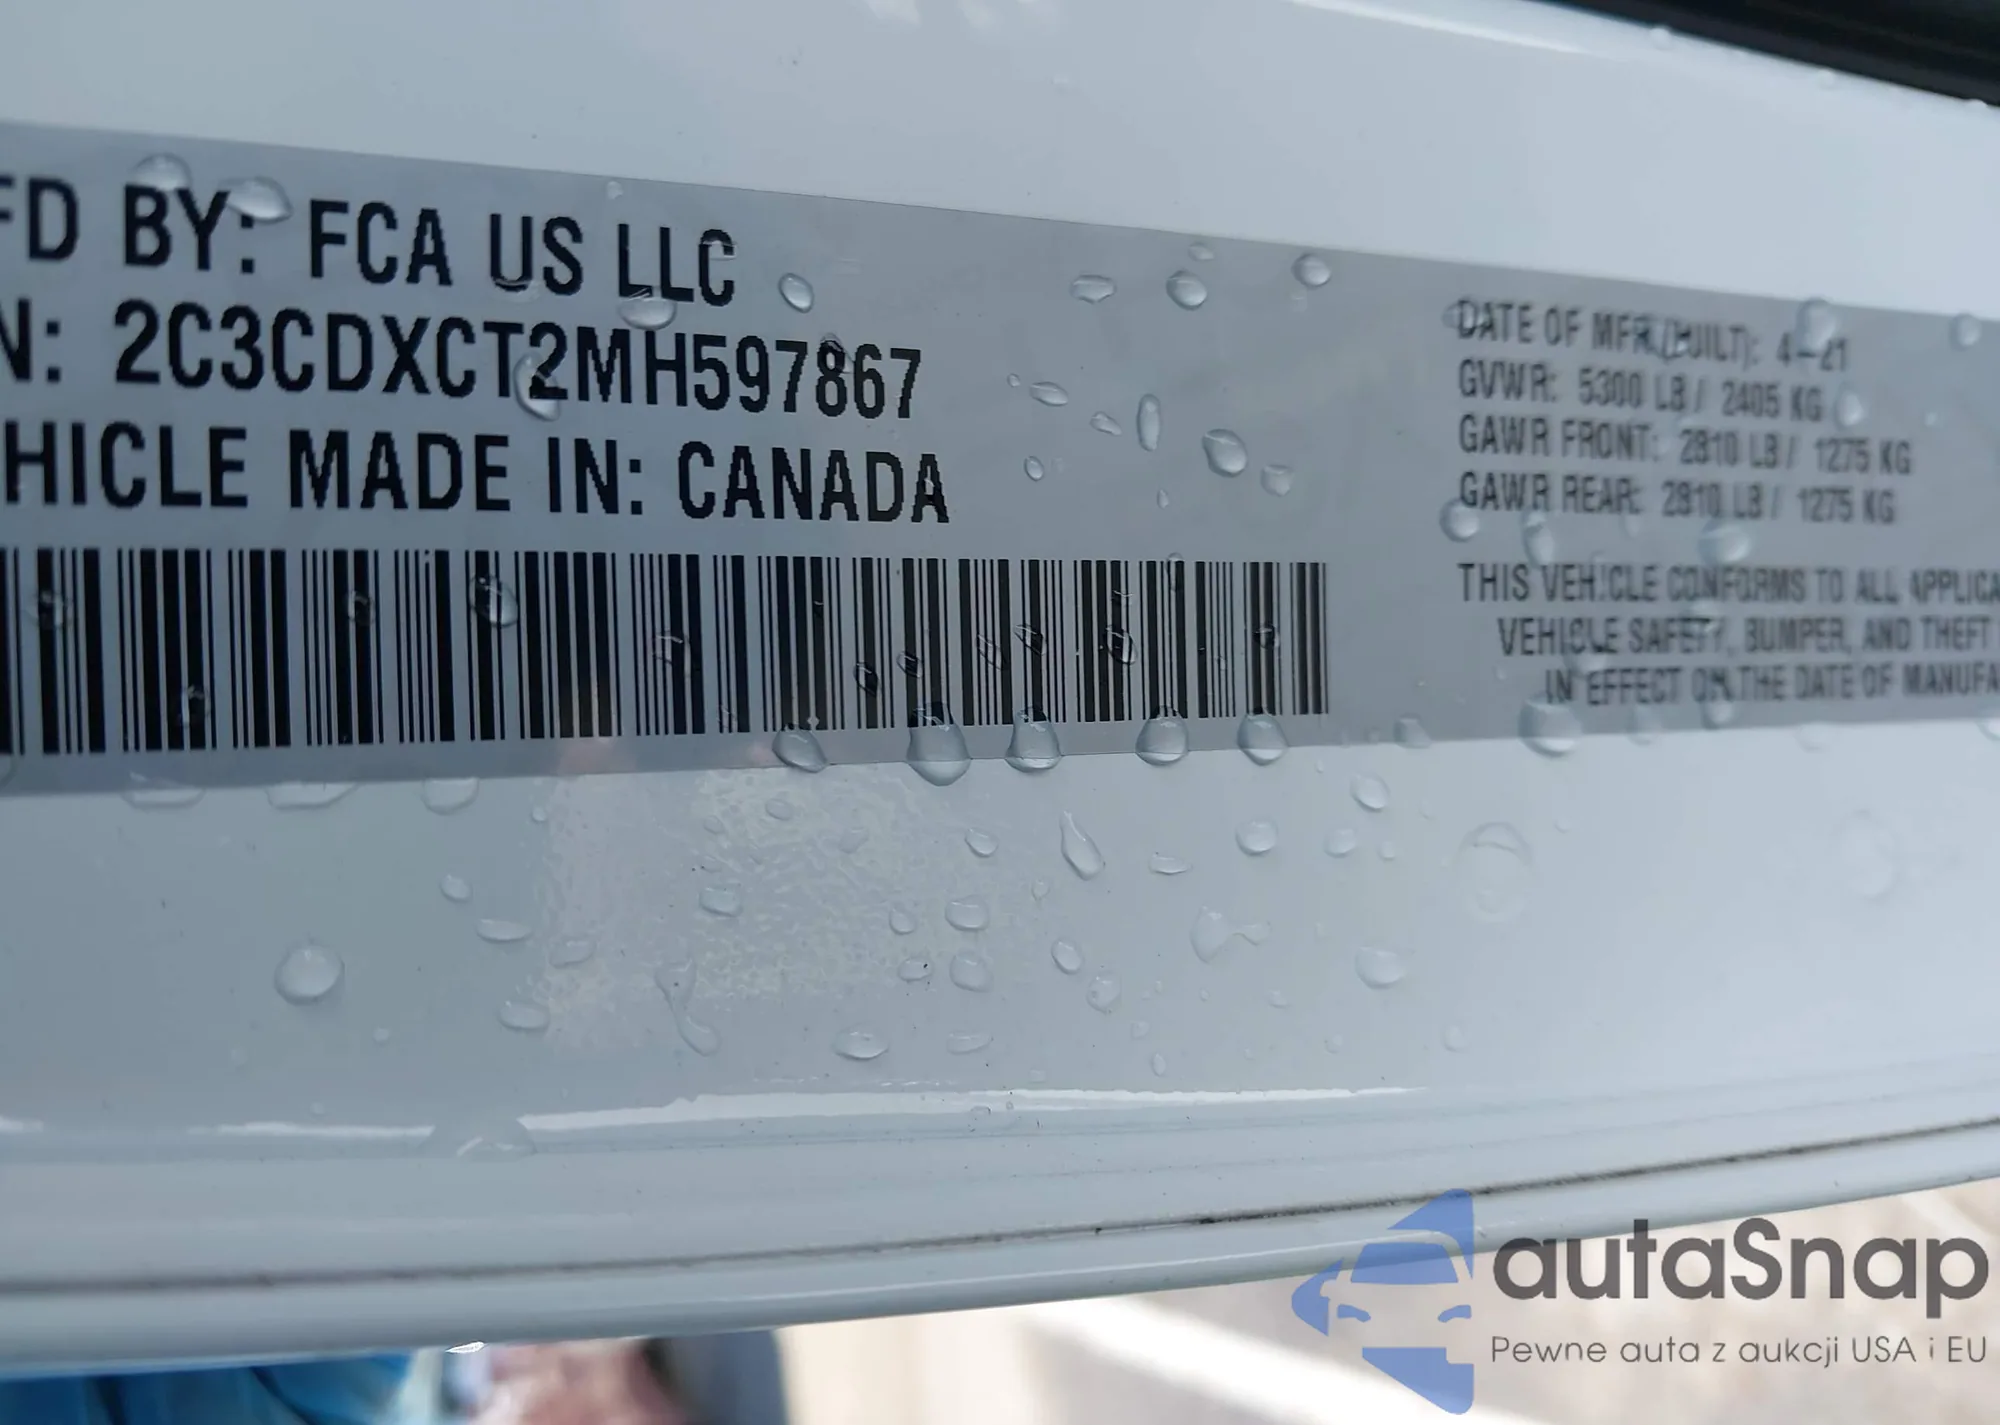 FD BY: FCA US LLC
N: 2C3CDXCT2MH597867
HICLE MADE IN: CANADA
DATE OF MFR (BUILT): 4-21
GVWR: 5300 LB / 2405 KG
GAWR FRONT: 2810 LB / 1275 KG
GAWR REAR: 2810 LB / 1275 KG
THIS VEHICLE CONFORMS TO ALL APPLICA
VEHICLE SAFETY, BUMPER, AND THEFT
IN EFFECT ON THE DATE OF MANUFA
autaSnap
Pewne auta z aukcji USA i EU